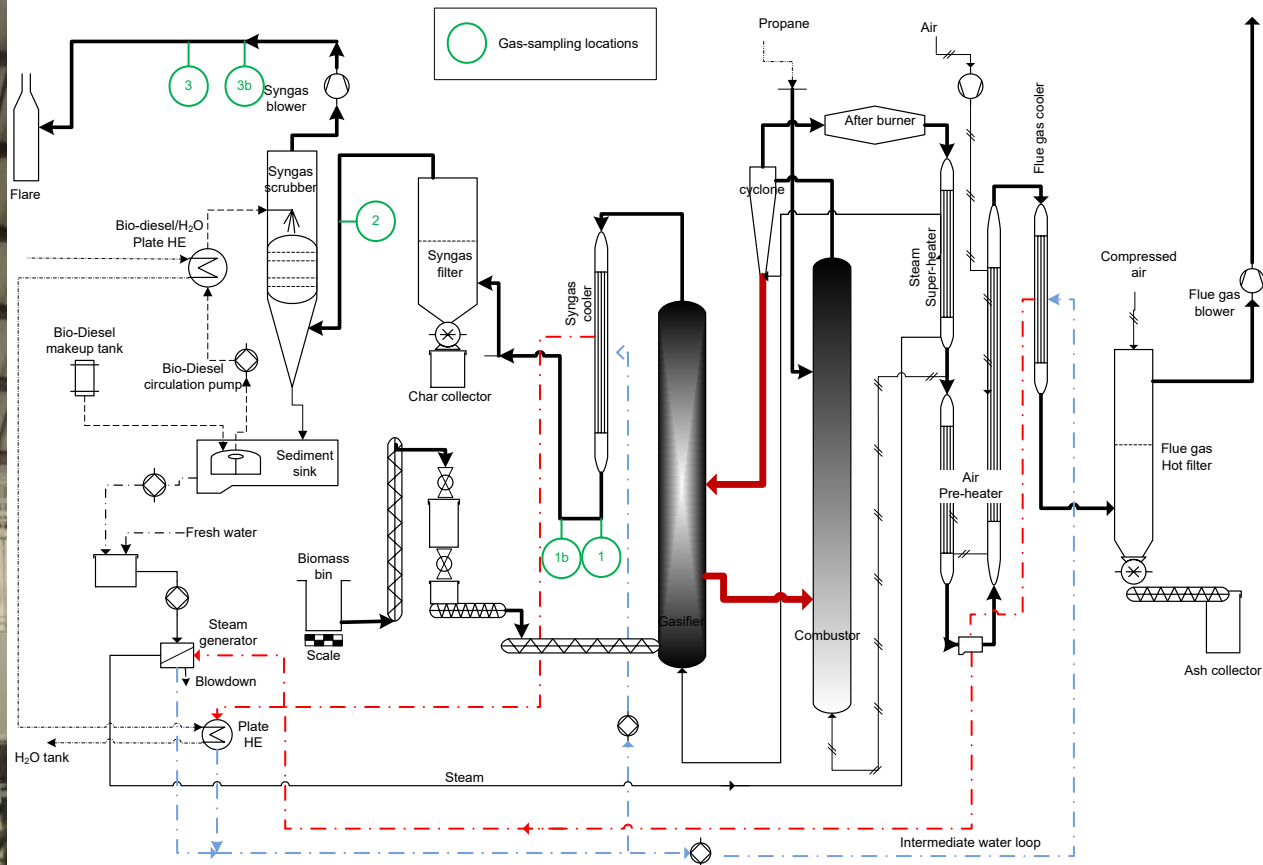 Gas-sampling locations
Propane
Air
3
3b
Syngas
blower
After burner
Flue gas cooler
Flare
Syngas
scrubber
cyclone
Bio-diesel/H₂O
Plate HE
2
Syngas
filter
Syngas
cooler
Steam
Super-heater
Compressed
air
Flue gas
blower
Bio-Diesel
makeup tank
Bio-Diesel
circulation pump
Char collector
Sediment
sink
Flue gas
Hot filter
Air
Pre-heater
Fresh water
1b
1
Biomass
bin
Scale
Gasifier
Combustor
Steam
generator
Blowdown
Ash collector
Plate
HE
H₂O tank
Steam
Intermediate water loop